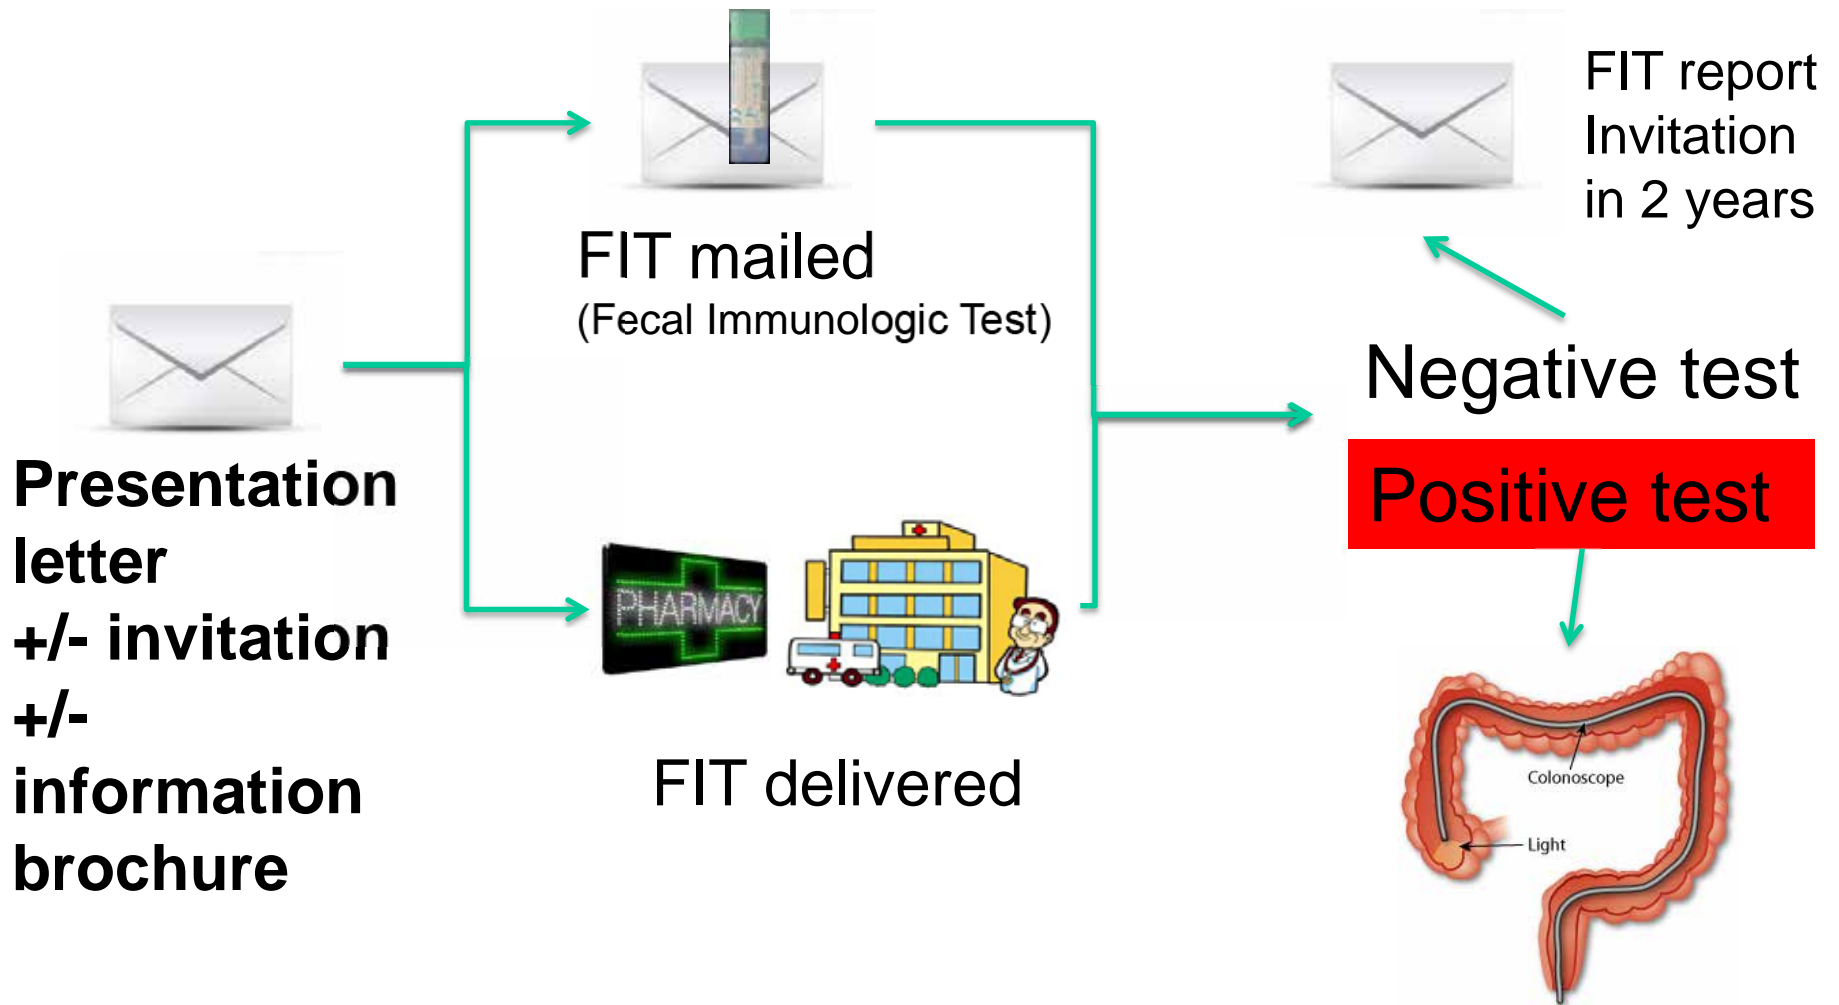 Presentation
letter
+/- invitation
+/-
information
brochure
FIT mailed
(Fecal Immunologic Test)
PHARMACY
FIT delivered
FIT report
Invitation
in 2 years
Negative test
Positive test
Colonoscope
Light